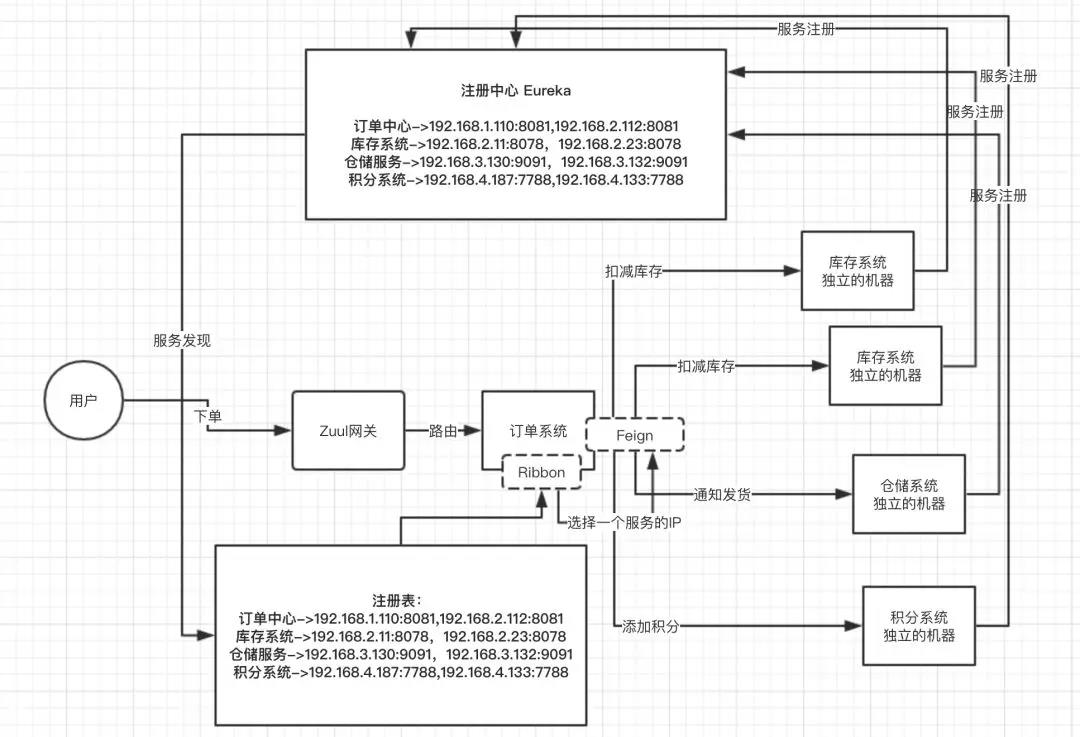 服务注册
服务注册
注册中心 Eureka
服务注册
订单中心->192.168.1.110:8081,192.168.2.112:8081
库存系统->192.168.2.11:8078，192.168.2.23:8078
仓储服务->192.168.3.130:9091，192.168.3.132:9091
积分系统->192.168.4.187:7788,192.168.4.133:7788
服务注册
扣减库存
库存系统
独立的机器
服务发现
扣减库存
库存系统
独立的机器
用户
下单
Zuul网关
路由
订单系统
Feign
Ribbon
通知发货
仓储系统
独立的机器
选择一个服务的IP
注册表：
订单中心->192.168.1.110:8081,192.168.2.112:8081
库存系统->192.168.2.11:8078，192.168.2.23:8078
仓储服务->192.168.3.130:9091，192.168.3.132:9091
积分系统->192.168.4.187:7788,192.168.4.133:7788
添加积分
积分系统
独立的机器